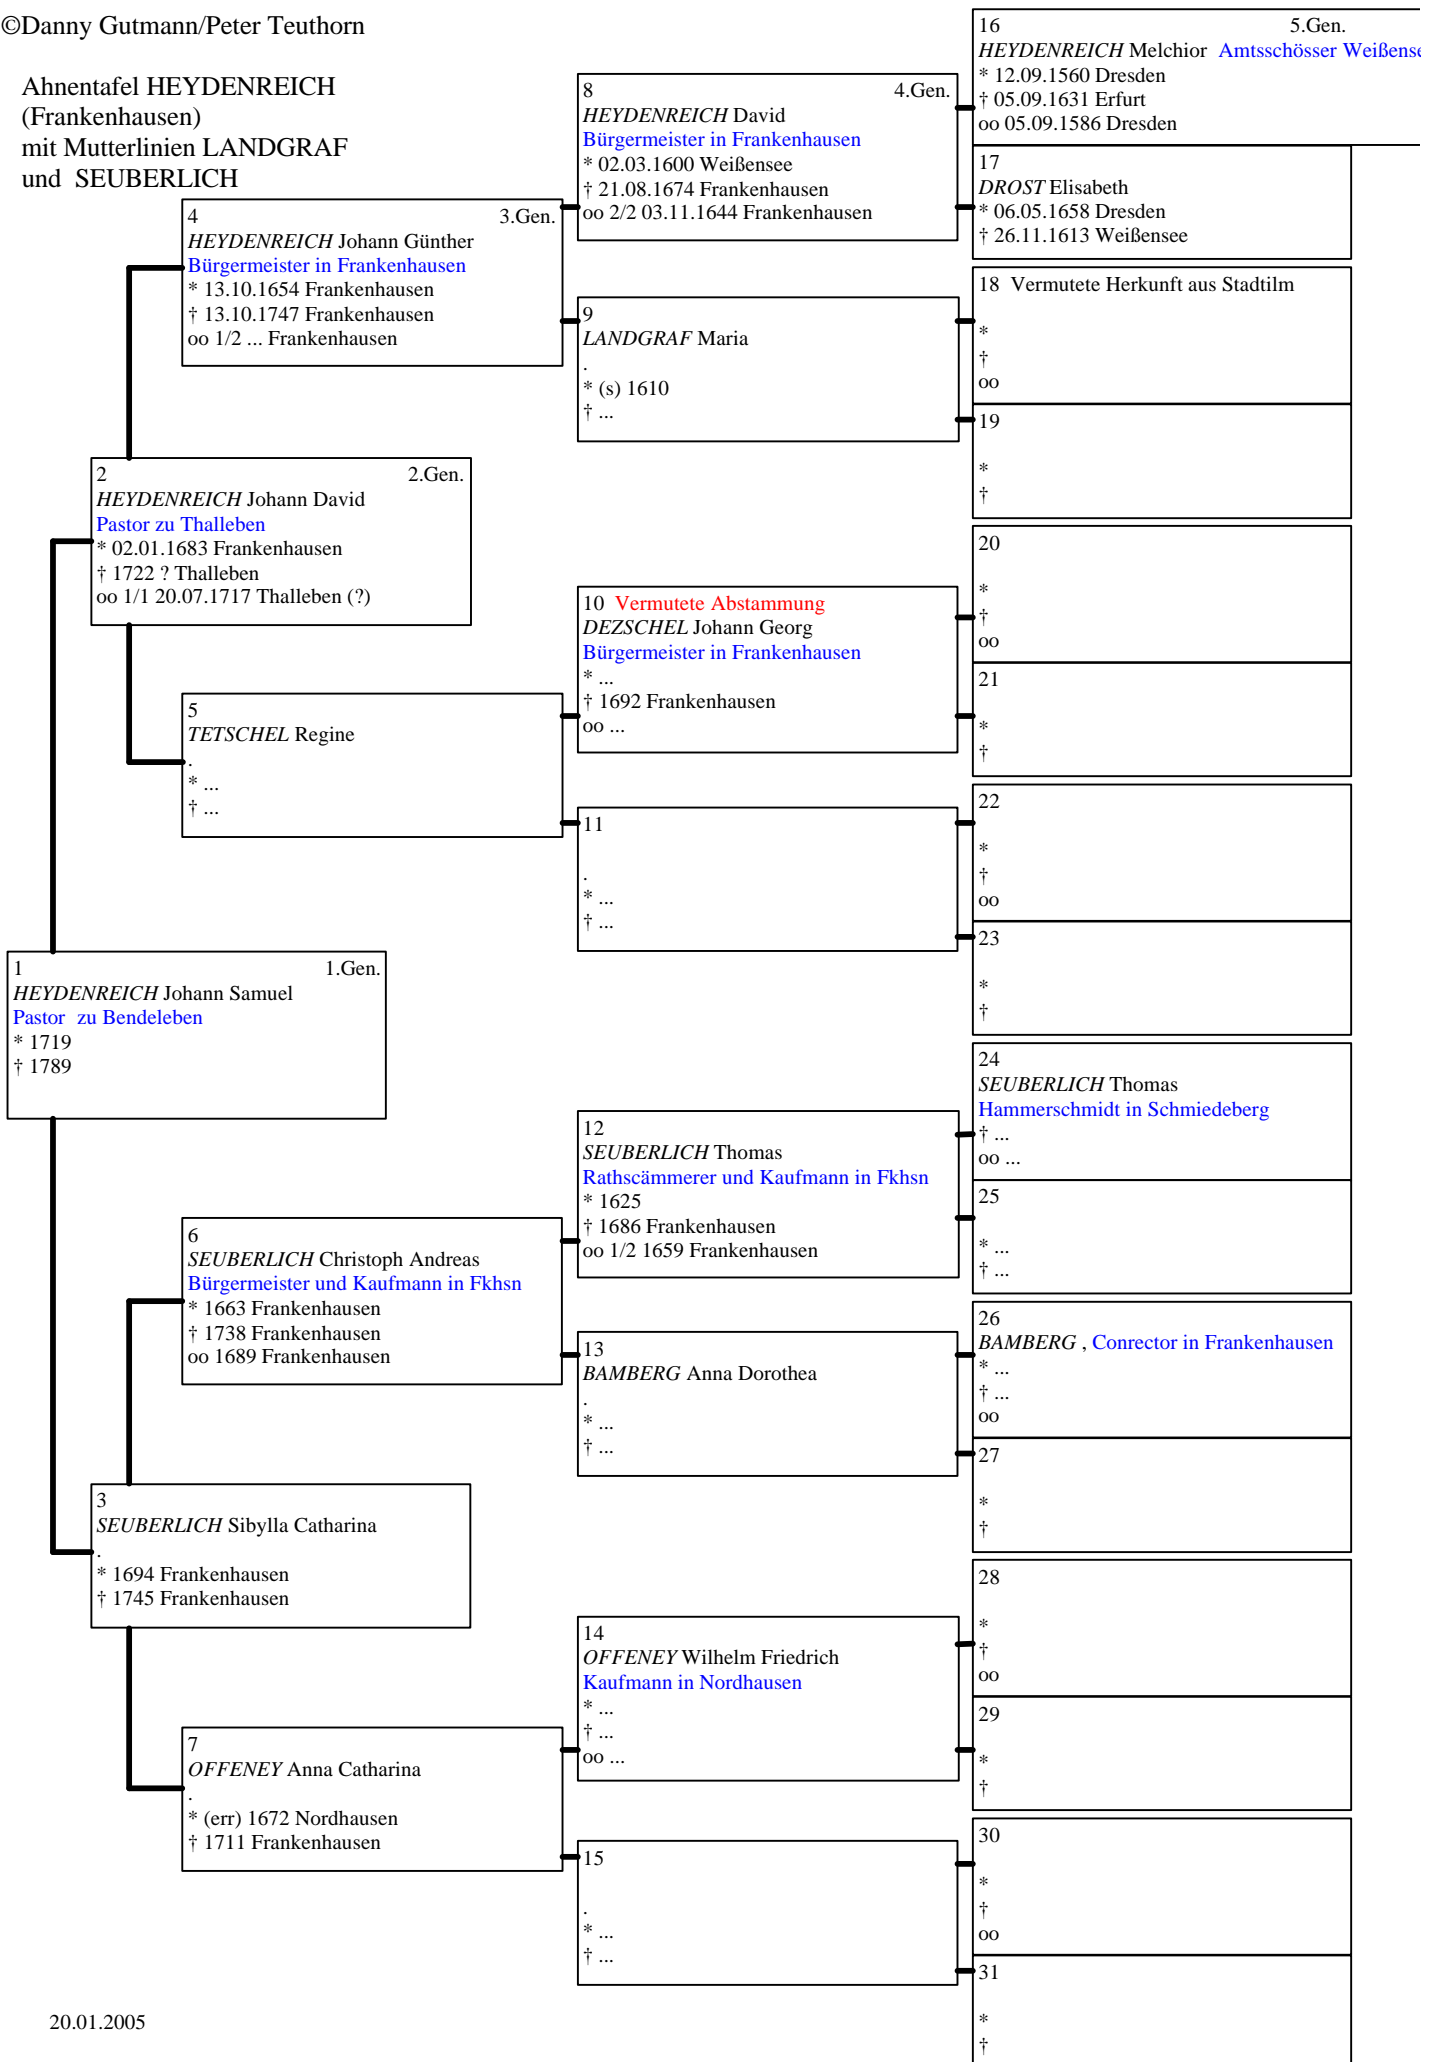 ©Danny Gutmann/Peter Teuthorn
Ahnentafel HEYDENREICH
(Frankenhausen)
mit Mutterlinien LANDGRAF
und SEUBERLICH
1 1.Gen.
HEYDENREICH Johann Samuel
Pastor zu Bendeleben
* 1719
† 1789
2 2.Gen.
HEYDENREICH Johann David
Pastor zu Thalleben
* 02.01.1683 Frankenhausen
† 1722 ? Thalleben
oo 1/1 20.07.1717 Thalleben (?)
3
SEUBERLICH Sibylla Catharina
.
* 1694 Frankenhausen
† 1745 Frankenhausen
4 3.Gen.
HEYDENREICH Johann Günther
Bürgermeister in Frankenhausen
* 13.10.1654 Frankenhausen
† 13.10.1747 Frankenhausen
oo 1/2 ... Frankenhausen
5
TETSCHEL Regine
.
* ...
† ...
6
SEUBERLICH Christoph Andreas
Bürgermeister und Kaufmann in Fkhsn
* 1663 Frankenhausen
† 1738 Frankenhausen
oo 1689 Frankenhausen
7
OFFENEY Anna Catharina
.
* (err) 1672 Nordhausen
† 1711 Frankenhausen
8 4.Gen.
HEYDENREICH David
Bürgermeister in Frankenhausen
* 02.03.1600 Weißensee
† 21.08.1674 Frankenhausen
oo 2/2 03.11.1644 Frankenhausen
9
LANDGRAF Maria
.
* (s) 1610
† ...
10 Vermutete Abstammung
DEZSCHEL Johann Georg
Bürgermeister in Frankenhausen
* ...
† 1692 Frankenhausen
oo ...
11
.
* ...
† ...
12
SEUBERLICH Thomas
Rathscämmerer und Kaufmann in Fkhsn
* 1625
† 1686 Frankenhausen
oo 1/2 1659 Frankenhausen
13
BAMBERG Anna Dorothea
.
* ...
† ...
14
OFFENEY Wilhelm Friedrich
Kaufmann in Nordhausen
* ...
† ...
oo ...
15
.
* ...
† ...
16 5.Gen.
HEYDENREICH Melchior Amtsschösser Weißense
* 12.09.1560 Dresden
† 05.09.1631 Erfurt
oo 05.09.1586 Dresden
17
DROST Elisabeth
* 06.05.1658 Dresden
† 26.11.1613 Weißensee
18 Vermutete Herkunft aus Stadtilm
*
†
oo
19
*
†
20
*
†
oo
21
*
†
22
*
†
oo
23
*
†
24
SEUBERLICH Thomas
Hammerschmidt in Schmiedeberg
† ...
oo ...
25
* ...
† ...
26
BAMBERG , Conrector in Frankenhausen
* ...
† ...
oo
27
*
†
28
*
†
oo
29
*
†
30
*
†
oo
31
*
†
20.01.2005